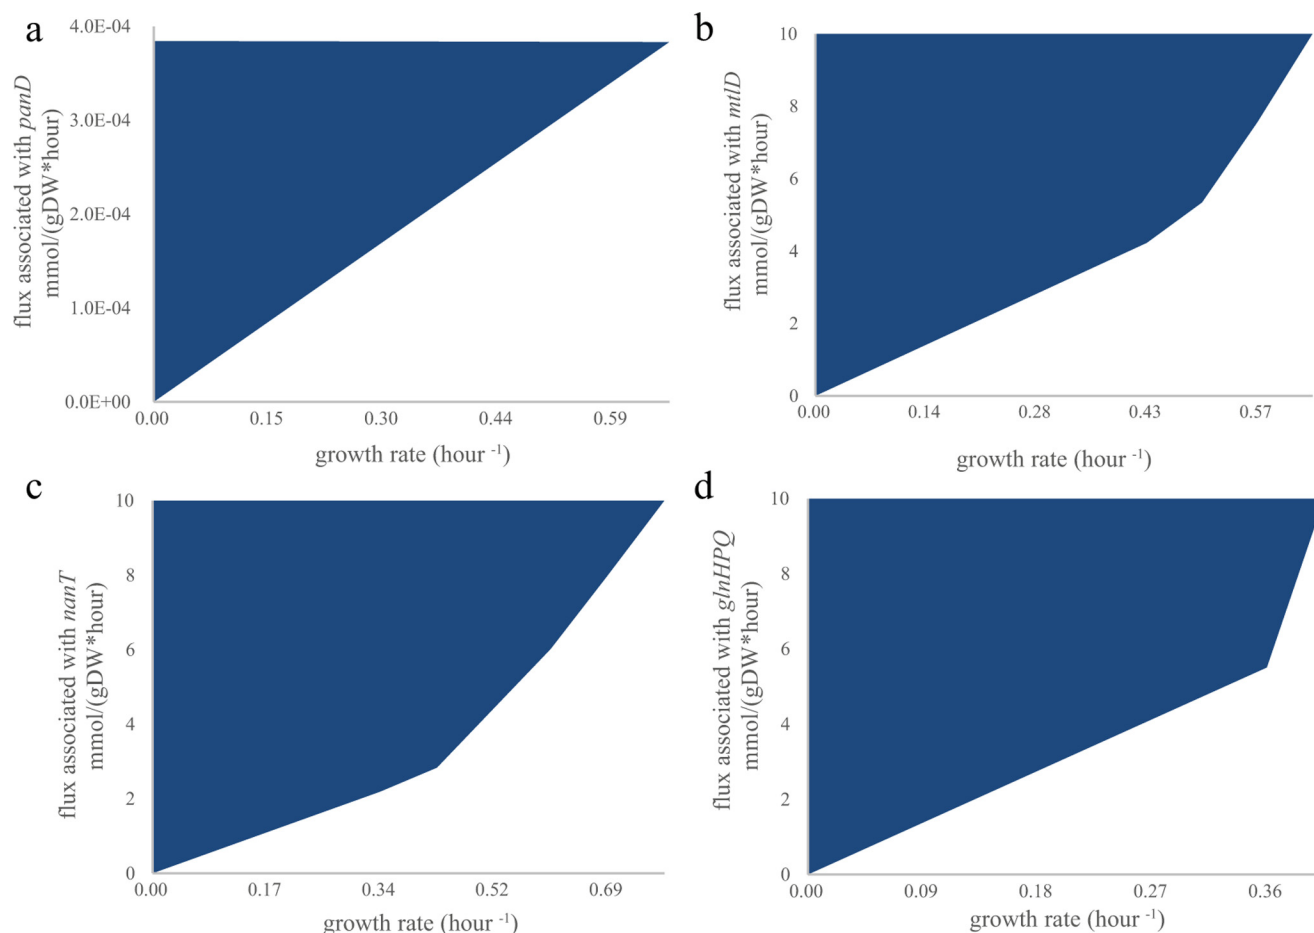 a
flux associated with panD
mmol/(gDW*hour)
4.0E-04
3.0E-04
2.0E-04
1.0E-04
0.0E+00
0.00 0.15 0.30 0.44 0.59
growth rate (hour -1)
b
flux associated with mtlD
mmol/(gDW*hour)
10
8
6
4
2
0
0.00 0.14 0.28 0.43 0.57
growth rate (hour -1)
c
flux associated with nanT
mmol/(gDW*hour)
10
8
6
4
2
0
0.00 0.17 0.34 0.52 0.69
growth rate (hour -1)
d
flux associated with glnHPQ
mmol/(gDW*hour)
10
8
6
4
2
0
0.00 0.09 0.18 0.27 0.36
growth rate (hour -1)